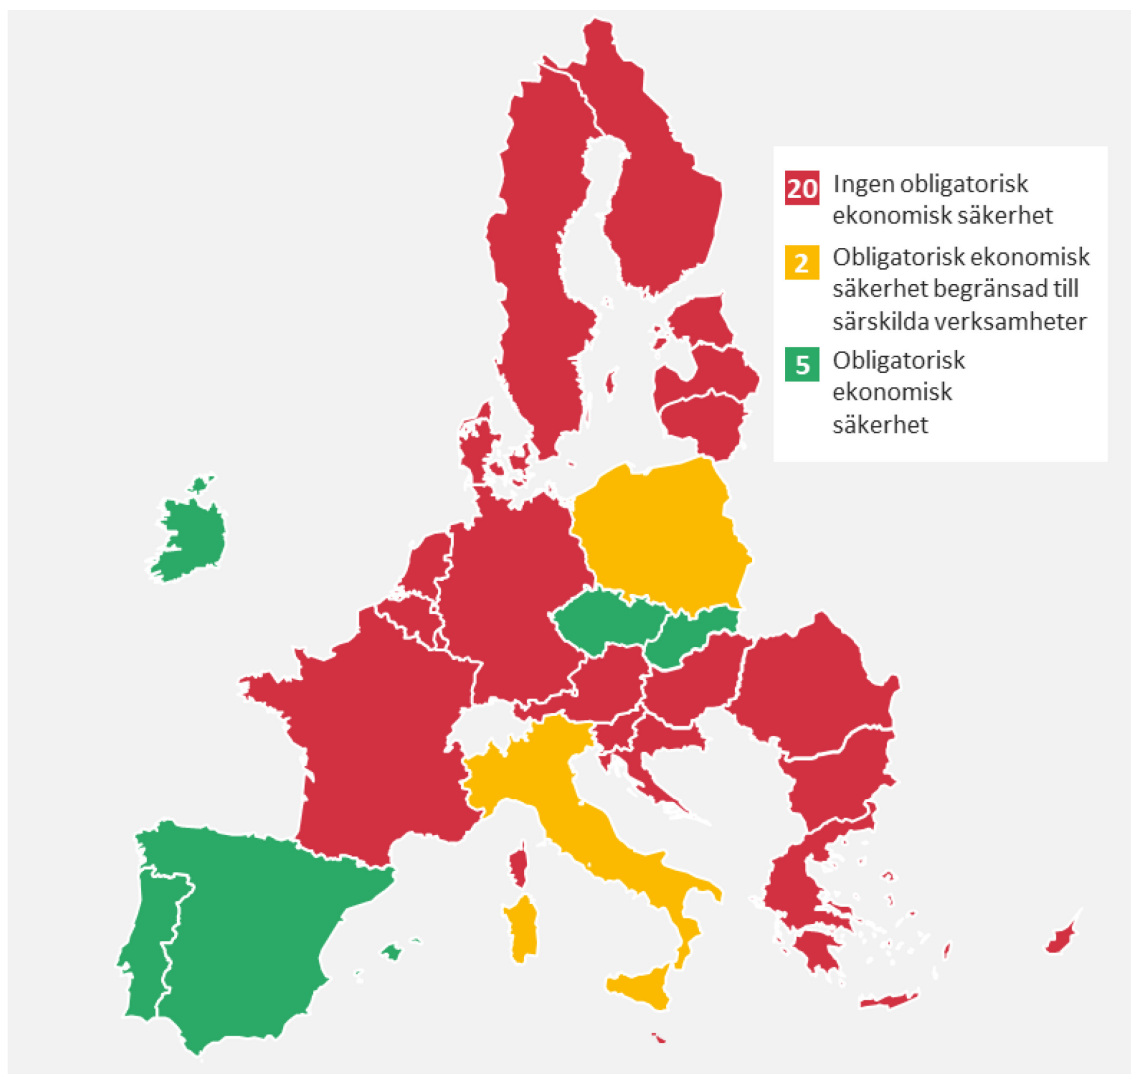 20 Ingen obligatorisk
ekonomisk säkerhet
2 Obligatorisk ekonomisk
säkerhet begränsad till
särskilda verksamheter
5 Obligatorisk
ekonomisk
säkerhet